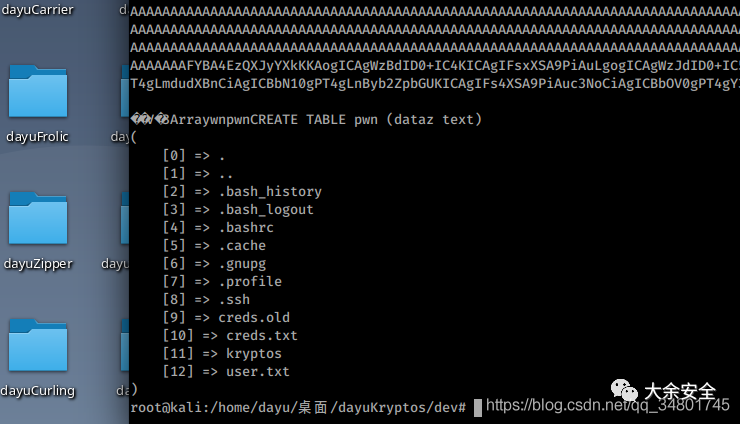 dayuCarrier
dayuFrolic
dayuZipper
dayuCurling
AAAAAAAFYBA4EzQXJyYXkKKAogICAgWzBdID0+IC4KICAgIFsxXSA9PiAuLgogICAgWzJdID0+IC
T4gLmdudXBnCiAgICBbN10gPT4gLnByb2ZpbGUKICAgIFs4XSA9PiAuc3NoCiAgICBbOV0gPT4gY
ArraywnpwnCREATE TABLE pwn (dataz text)
(
[0] => .
[1] => ..
[2] => .bash_history
[3] => .bash_logout
[4] => .bashrc
[5] => .cache
[6] => .gnupg
[7] => .profile
[8] => .ssh
[9] => creds.old
[10] => creds.txt
[11] => kryptos
[12] => user.txt
)
root@kali:/home/dayu/桌面/dayuKryptos/dev#
大余安全
https://blog.csdn.net/qq_34801745